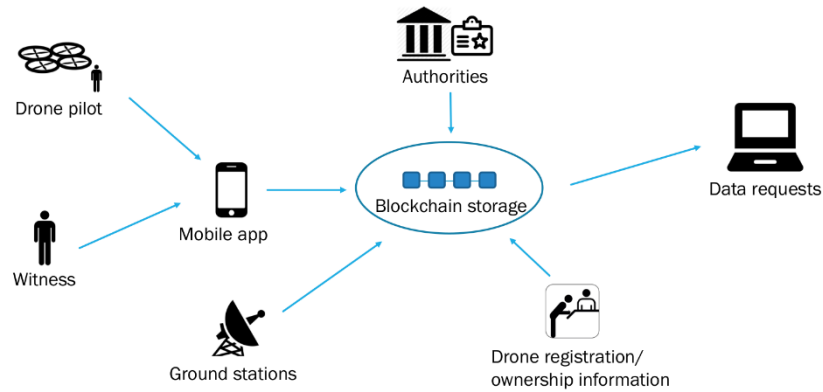 Authorities
Drone pilot
Data requests
Blockchain storage
Mobile app
Witness
Ground stations
Drone registration/
ownership information